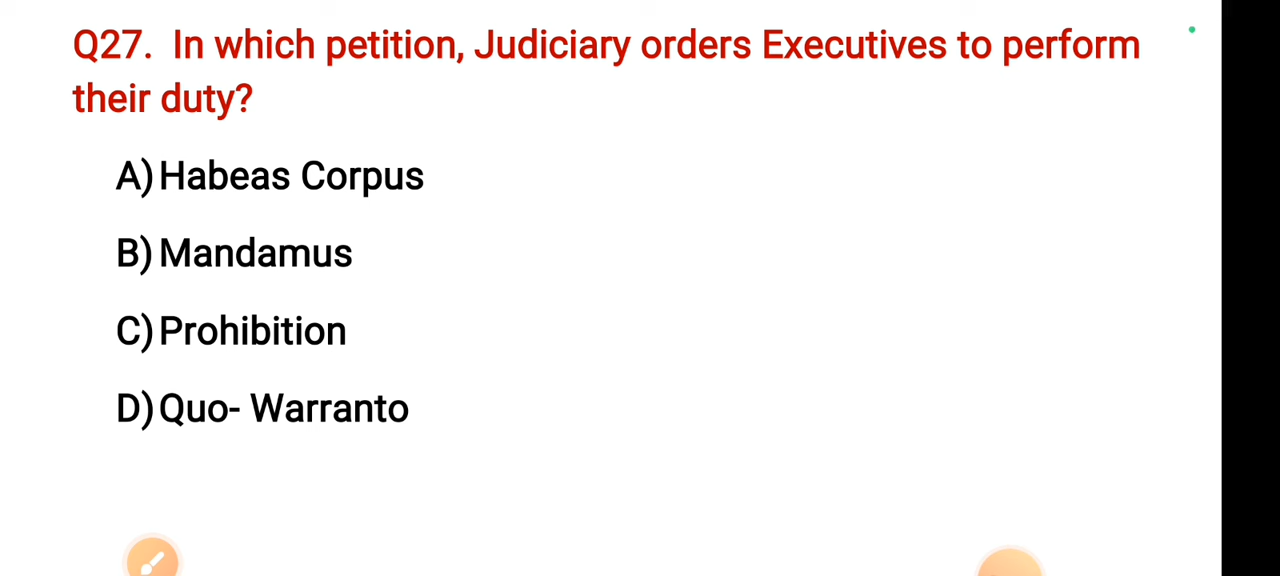 Q27. In which petition, Judiciary orders Executives to perform
their duty?
A) Habeas Corpus
B) Mandamus
C) Prohibition
D) Quo- Warranto